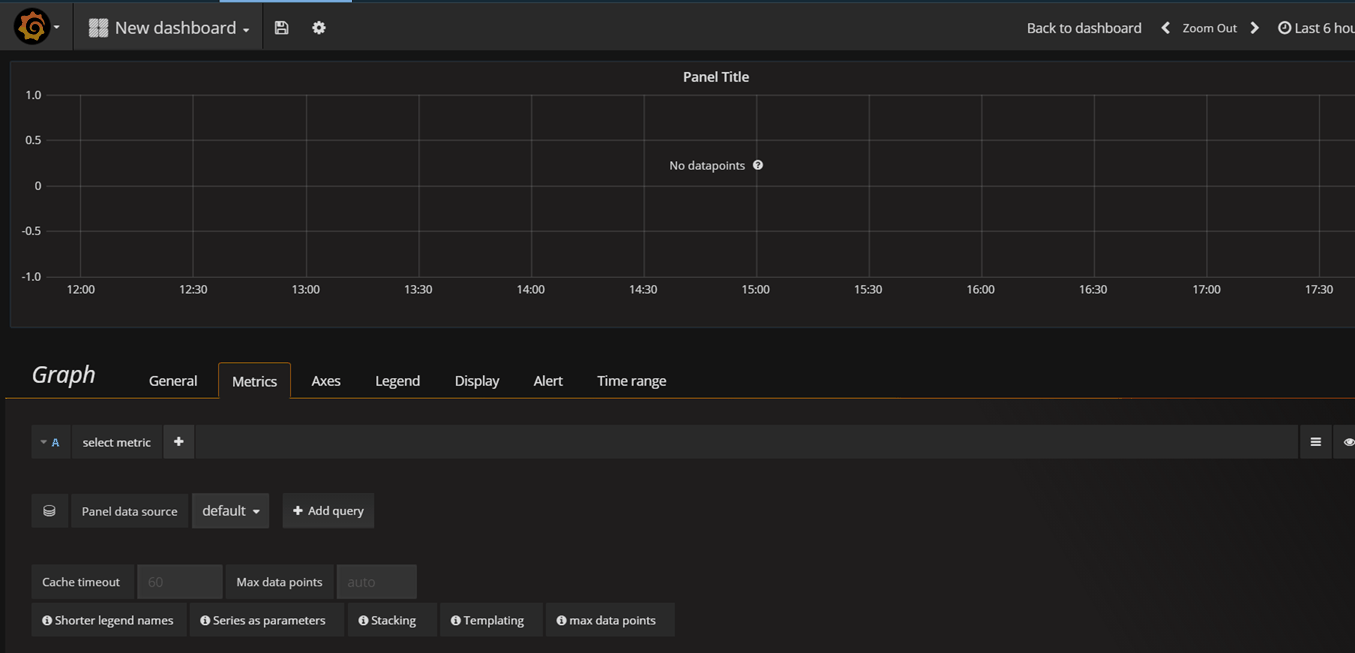 New dashboard
Back to dashboard Zoom Out
Last 6 hou
Panel Title
1.0
0.5
No datapoints
0
-0.5
-1.0
12:00 12:30 13:00 13:30 14:00 14:30 15:00 15:30 16:00 16:30 17:00 17:30
Graph General Metrics Axes Legend Display Alert Time range
A select metric
Panel data source default Add query
Cache timeout 60 Max data points auto
Shorter legend names Series as parameters Stacking Templating max data points